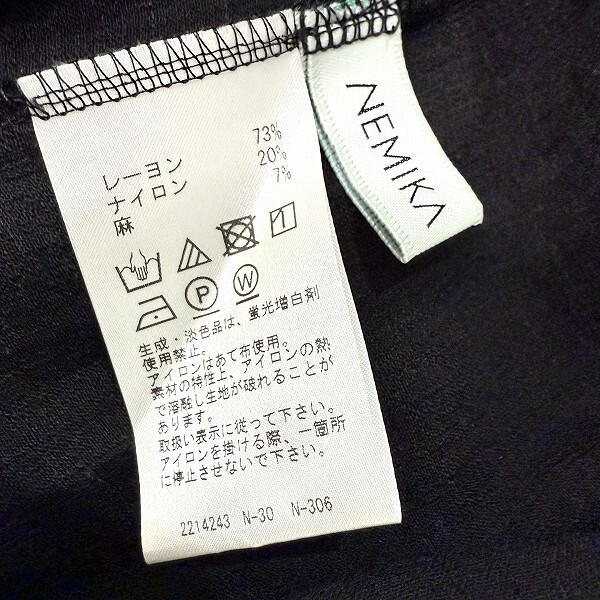 レーヨン 73%
ナイロン 20%
麻 7%
P W
生成・淡色品は、蛍光増白剤
使用禁止。
アイロンはあて布使用。
素材の特性上、アイロンの熱
で溶融し生地が破れることが
あります。
取扱い表示に従って下さい。
アイロンを掛ける際、一箇所
に停止させないで下さい。
2214243 N-30 N-306
NEMIKA